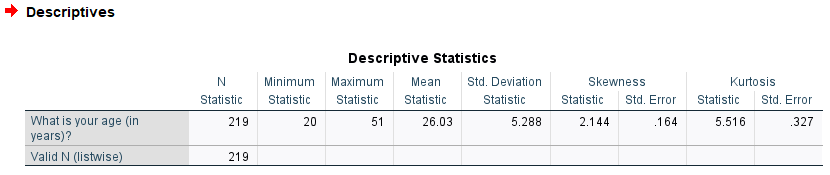 Descriptives
Descriptive Statistics
N Minimum Maximum Mean Std. Deviation Skewness Kurtosis
Statistic Statistic Statistic Statistic Statistic Statistic Std. Error Statistic Std. Error
What is your age (in years)? 219 20 51 26.03 5.288 2.144 .164 5.516 .327
Valid N (listwise) 219